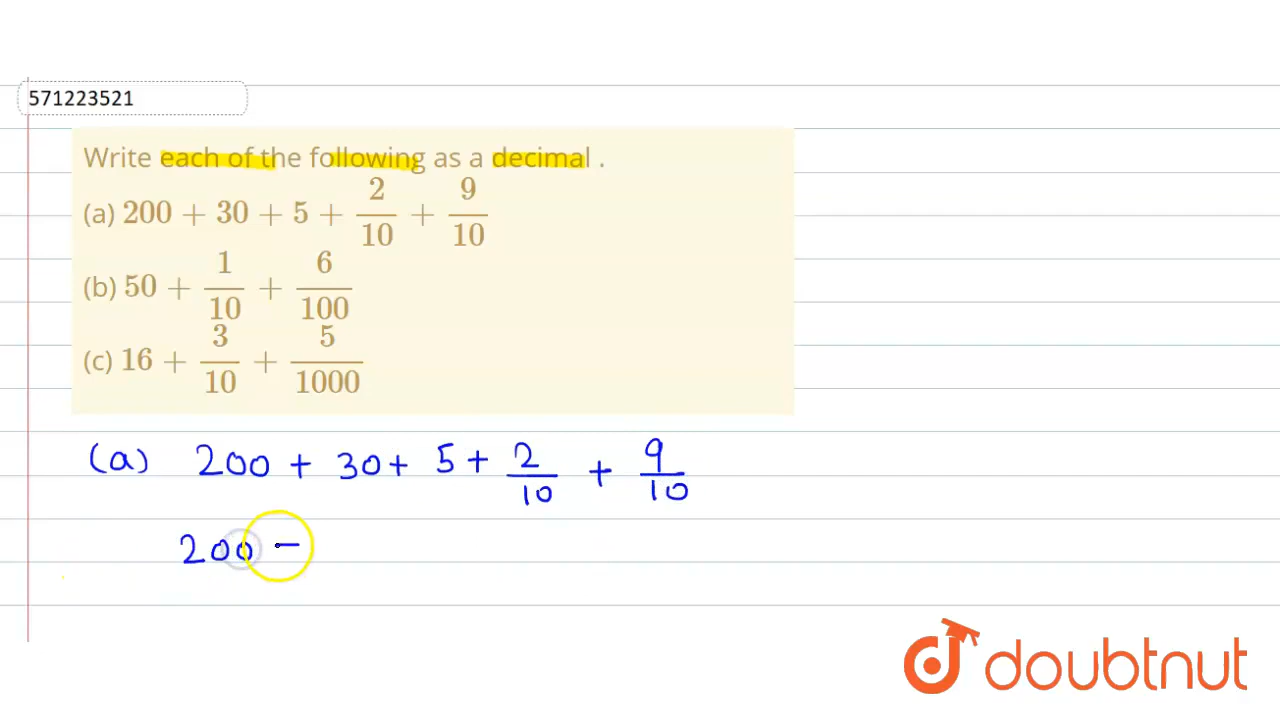 571223521
Write each of the following as a decimal .
(a) 200 + 30 + 5 + 2/10 + 9/10
(b) 50 + 1/10 + 6/100
(c) 16 + 3/10 + 5/1000
(a) 200 + 30 + 5 + 2/10 + 9/10
200 -
doubtnut